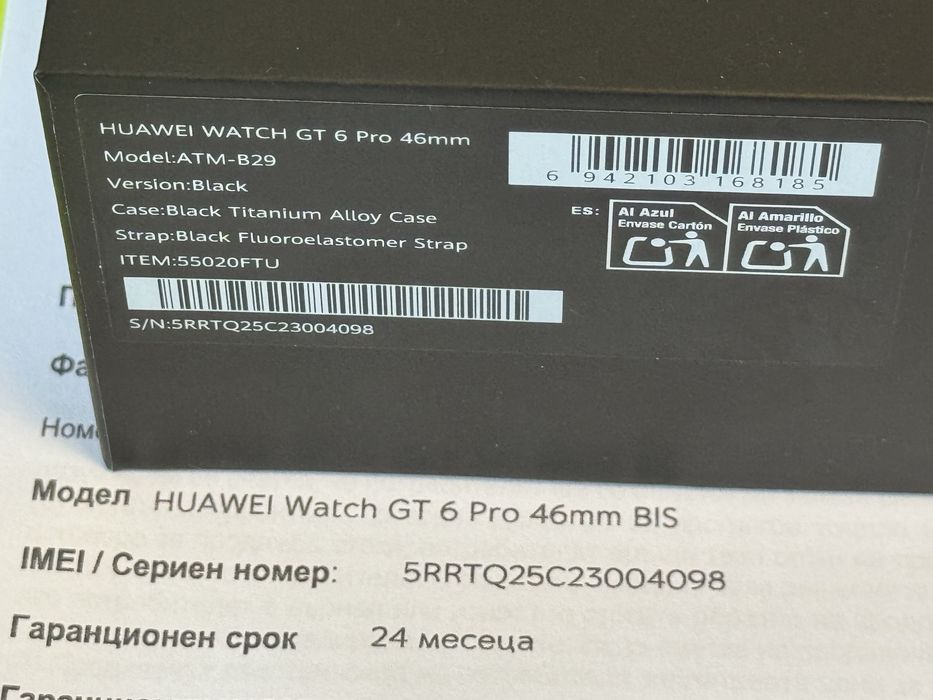 HUAWEI WATCH GT 6 Pro 46mm
Model:ATM-B29
Version:Black
Case:Black Titanium Alloy Case
Strap:Black Fluoroelastomer Strap
ITEM:55020FTU
S/N:5RRTQ25C23004098
6 942103 168185
ES:
Al Azul
Envase Cartón
Al Amarillo
Envase Plástico
Модел HUAWEI Watch GT 6 Pro 46mm BIS
IMEI / Сериен номер: 5RRTQ25C23004098
Гаранционен срок 24 месеца